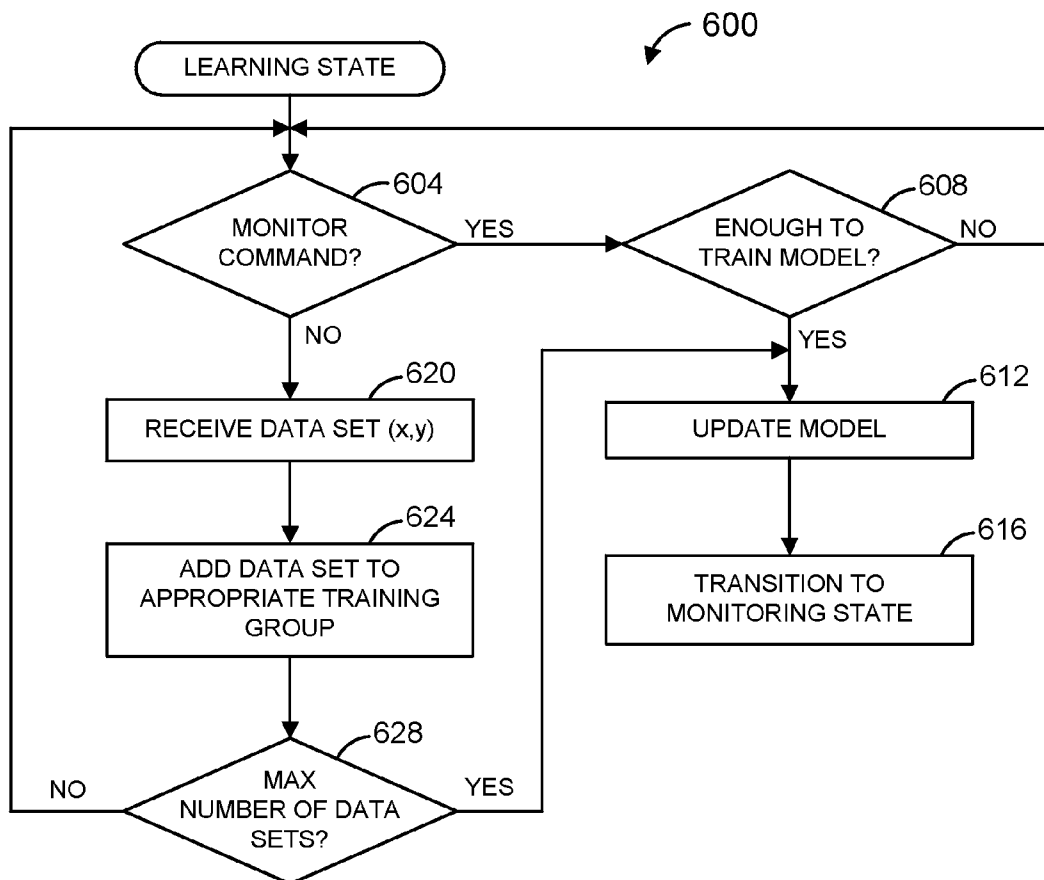 600
LEARNING STATE
604
MONITOR
COMMAND?
YES
NO
608
ENOUGH TO
TRAIN MODEL?
NO
YES
620
RECEIVE DATA SET (x,y)
612
UPDATE MODEL
624
ADD DATA SET TO
APPROPRIATE TRAINING
GROUP
616
TRANSITION TO
MONITORING STATE
628
MAX
NUMBER OF DATA
SETS?
NO
YES